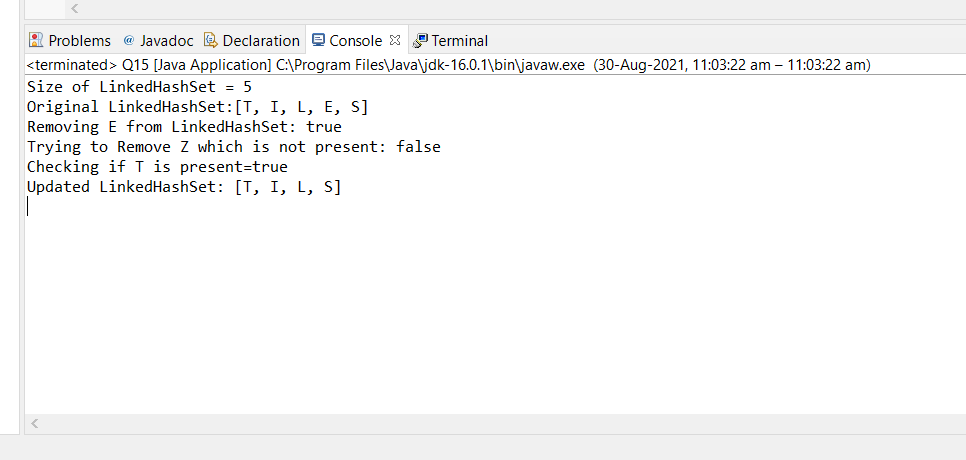 Problems @ Javadoc Declaration Console Terminal
<terminated> Q15 [Java Application] C:\Program Files\Java\jdk-16.0.1\bin\javaw.exe (30-Aug-2021, 11:03:22 am – 11:03:22 am)
Size of LinkedHashSet = 5
Original LinkedHashSet:[T, I, L, E, S]
Removing E from LinkedHashSet: true
Trying to Remove Z which is not present: false
Checking if T is present=true
Updated LinkedHashSet: [T, I, L, S]